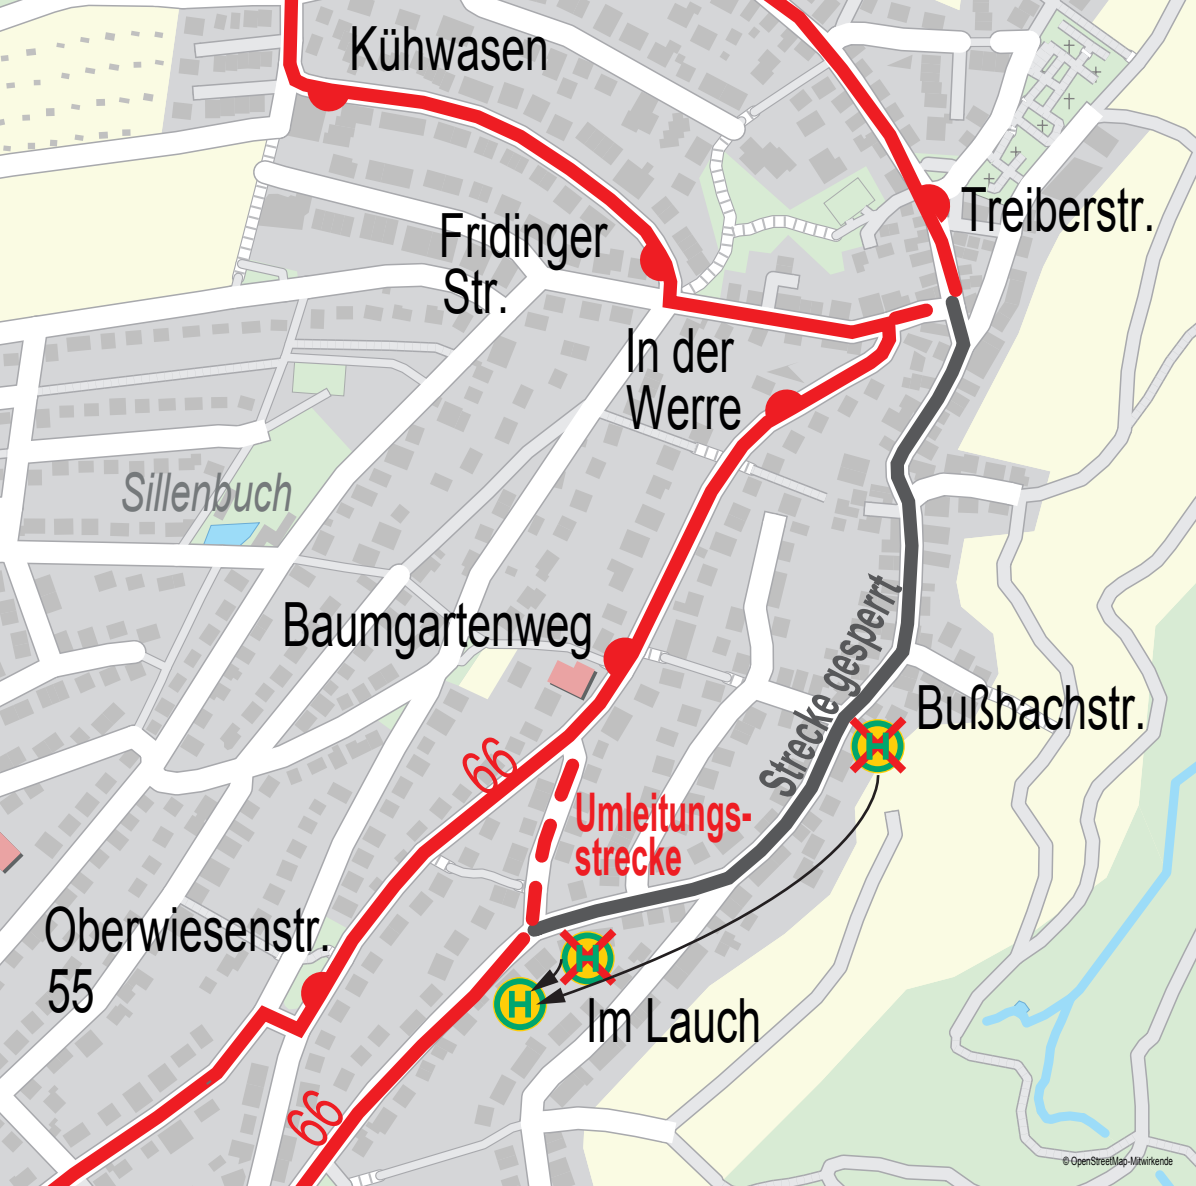 Kühwasen
Treiberstr.
Fridinger
Str.
In der
Werre
Sillenbuch
Baumgartenweg
Strecke gesperrt
Bußbachstr.
H
66
Umleitungs-
strecke
Oberwiesenstr.
55
H
H
Im Lauch
66
© OpenStreetMap-Mitwirkende